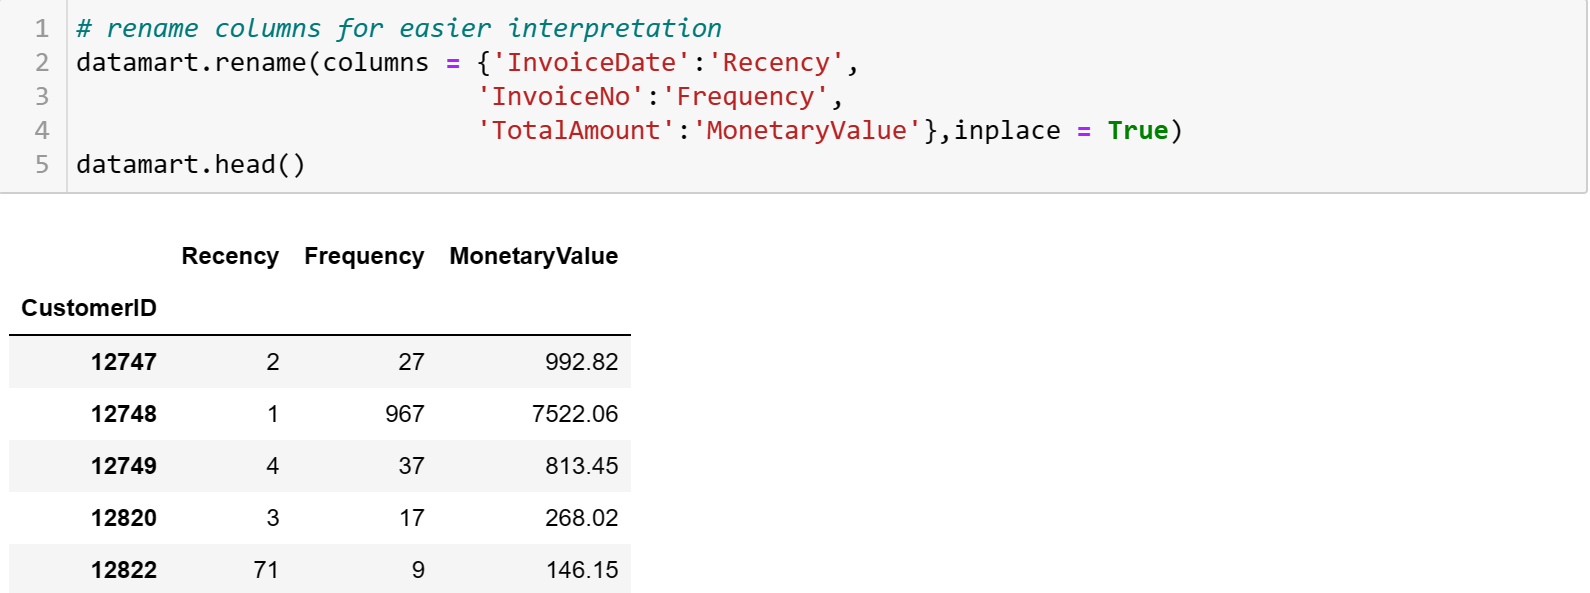 1 # rename columns for easier interpretation
2 datamart.rename(columns = {'InvoiceDate':'Recency',
3                           'InvoiceNo':'Frequency',
4                           'TotalAmount':'MonetaryValue'},inplace = True)
5 datamart.head()
Recency Frequency MonetaryValue
CustomerID
12747 2 27 992.82
12748 1 967 7522.06
12749 4 37 813.45
12820 3 17 268.02
12822 71 9 146.15